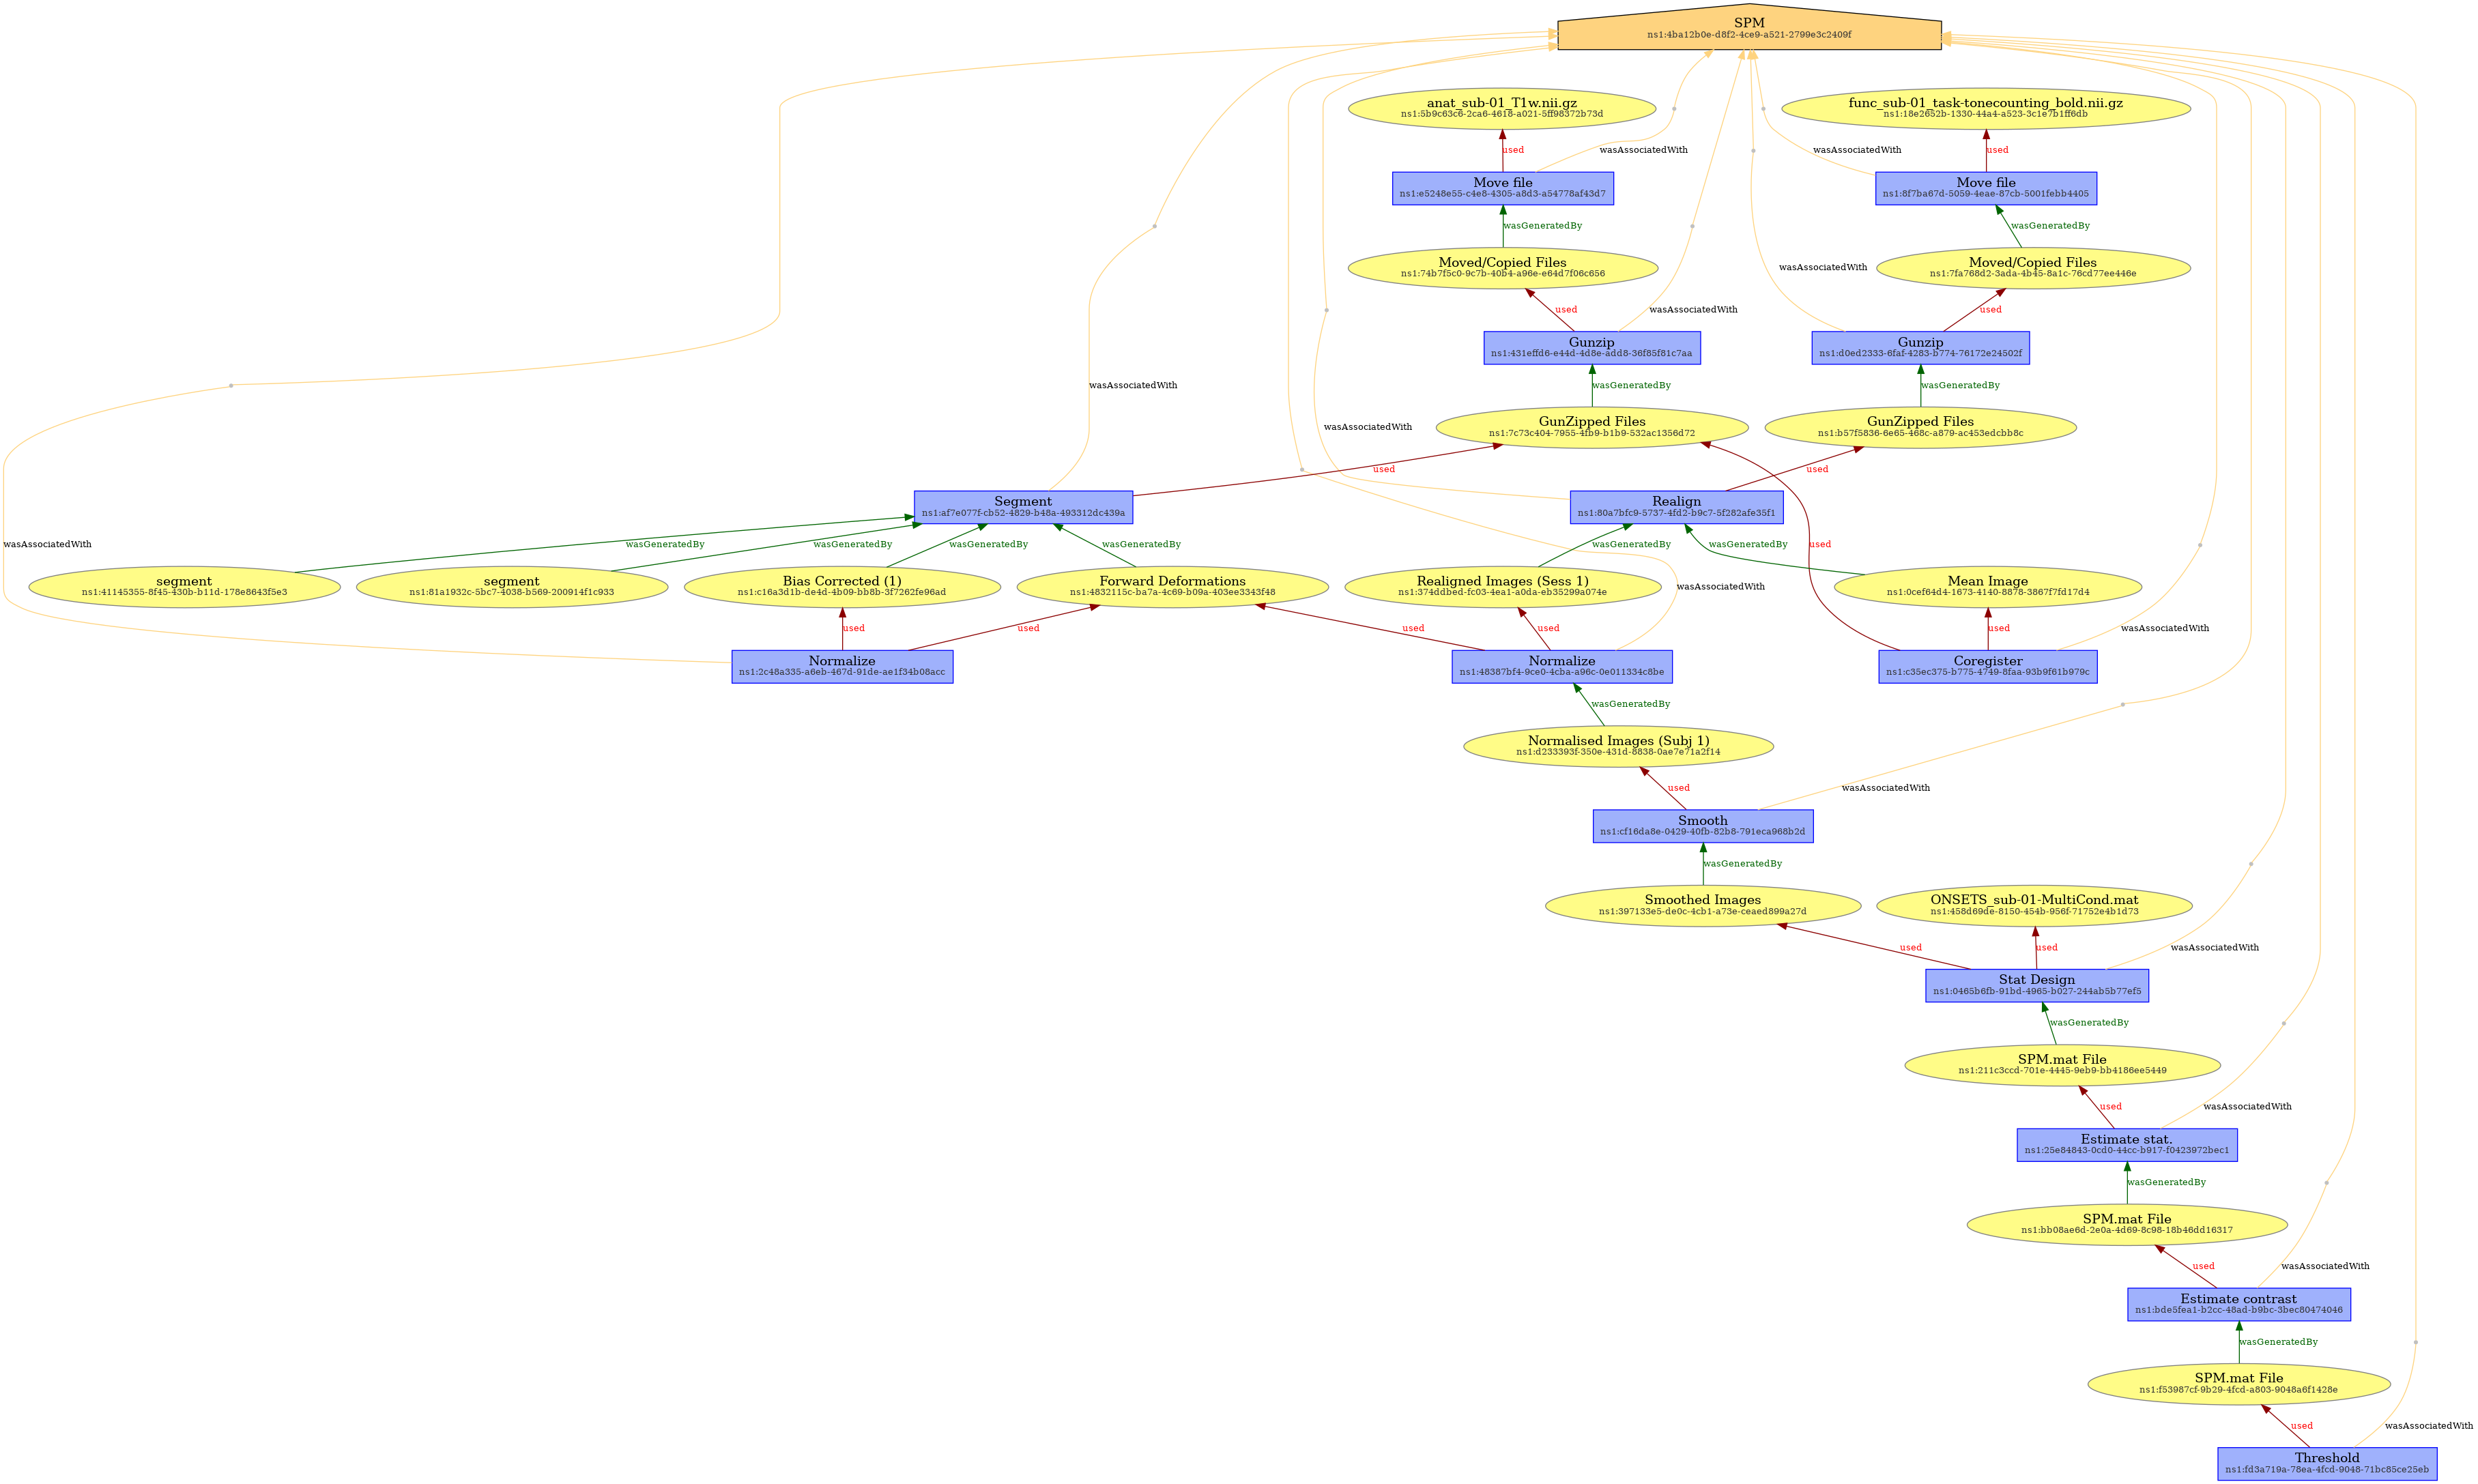 SPM
ns1:4ba12b0e-d8f2-4ce9-a521-2799e3c2409f
anat_sub-01_T1w.nii.gz
ns1:5b9c63c6-2ca6-4618-a021-5ff98372b73d
func_sub-01_task-tonecounting_bold.nii.gz
ns1:18e2652b-1330-44a4-a523-3c1e7b1ff6db
used
wasAssociatedWith
wasAssociatedWith
used
Move file
ns1:e5248e55-c4e8-4305-a8d3-a54778af43d7
Move file
ns1:8f7ba67d-5059-4eae-87cb-5001febb4405
wasGeneratedBy
wasGeneratedBy
Moved/Copied Files
ns1:74b7f5c0-9c7b-40b4-a96e-e64d7f06c656
Moved/Copied Files
ns1:7fa768d2-3ada-4b45-8a1c-76cd77ee446e
wasAssociatedWith
used
wasAssociatedWith
used
Gunzip
ns1:431effd6-e44d-4d8e-add8-36f85f81c7aa
Gunzip
ns1:d0ed2333-6faf-4283-b774-76172e24502f
wasAssociatedWith
wasGeneratedBy
wasGeneratedBy
GunZipped Files
ns1:7c73c404-7955-4fb9-b1b9-532ac1356d72
GunZipped Files
ns1:b57f5836-6e65-468c-a879-ac453edcbb8c
wasAssociatedWith
used
used
Segment
ns1:af7e077f-cb52-4829-b48a-493312dc439a
Realign
ns1:80a7bfc9-5737-4fd2-b9c7-5f282afe35f1
wasAssociatedWith
wasGeneratedBy
wasGeneratedBy
wasGeneratedBy
wasGeneratedBy
wasGeneratedBy
wasGeneratedBy
used
segment
ns1:41145355-8f45-430b-b11d-178e8643f5e3
segment
ns1:81a1932c-5bc7-4038-b569-200914f1c933
Bias Corrected (1)
ns1:c16a3d1b-de4d-4b09-bb8b-3f7262fe96ad
Forward Deformations
ns1:4832115c-ba7a-4c69-b09a-403ee3343f48
Realigned Images (Sess 1)
ns1:374ddbed-fc03-4ea1-a0da-eb35299a074e
Mean Image
ns1:0cef64d4-1673-4140-8878-3867f7fd17d4
wasAssociatedWith
used
used
used
used
used
wasAssociatedWith
Normalize
ns1:2c48a335-a6eb-467d-91de-ae1f34b08acc
Normalize
ns1:48387bf4-9ce0-4cba-a96c-0e011334c8be
Coregister
ns1:c35ec375-b775-4749-8faa-93b9f61b979c
wasGeneratedBy
Normalised Images (Subj 1)
ns1:d233393f-350e-431d-8838-0ae7e71a2f14
used
wasAssociatedWith
Smooth
ns1:cf16da8e-0429-40fb-82b8-791eca968b2d
wasGeneratedBy
Smoothed Images
ns1:397133e5-de0c-4cb1-a73e-ceaed899a27d
ONSETS_sub-01-MultiCond.mat
ns1:458d69de-8150-454b-956f-71752e4b1d73
used
used
wasAssociatedWith
Stat Design
ns1:0465b6fb-91bd-4965-b027-244ab5b77ef5
wasGeneratedBy
SPM.mat File
ns1:211c3ccd-701e-4445-9eb9-bb4186ee5449
used
wasAssociatedWith
Estimate stat.
ns1:25e84843-0cd0-44cc-b917-f0423972bec1
wasGeneratedBy
SPM.mat File
ns1:bb08ae6d-2e0a-4d69-8c98-18b46dd16317
used
wasAssociatedWith
Estimate contrast
ns1:bde5fea1-b2cc-48ad-b9bc-3bec80474046
wasGeneratedBy
SPM.mat File
ns1:f53987cf-9b29-4fcd-a803-9048a6f1428e
used
wasAssociatedWith
Threshold
ns1:fd3a719a-78ea-4fcd-9048-71bc85ce25eb